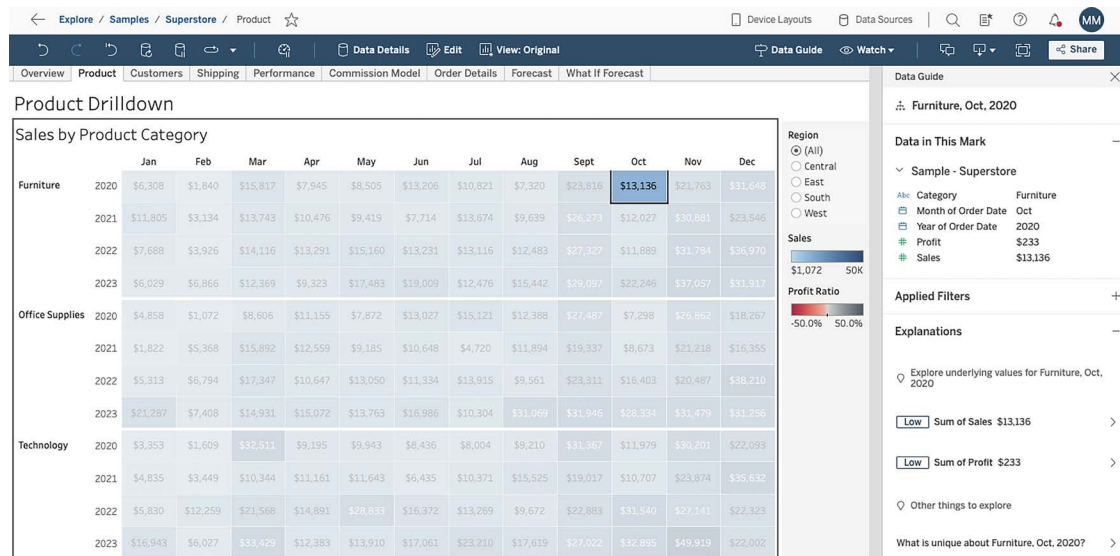 Explore / Samples / Superstore / Product
Device Layouts Data Sources MM
Data Details Edit View: Original Data Guide Watch Share
Overview Product Customers Shipping Performance Commission Model Order Details Forecast What If Forecast
Product Drilldown
Sales by Product Category
Jan Feb Mar Apr May Jun Jul Aug Sept Oct Nov Dec
Furniture 2020 $6,308 $1,840 $15,817 $7,945 $8,505 $13,206 $10,821 $7,320 $23,816 $13,136 $21,763 $31,648
2021 $11,805 $3,134 $13,743 $10,476 $9,419 $7,714 $13,674 $9,639 $26,273 $12,027 $30,881 $23,546
2022 $7,688 $3,926 $14,116 $13,291 $15,160 $13,231 $13,116 $12,483 $27,327 $11,889 $31,784 $36,970
2023 $6,029 $6,866 $12,369 $9,323 $17,483 $19,009 $12,476 $15,442 $29,097 $22,246 $37,057 $31,917
Office Supplies 2020 $4,858 $1,072 $8,606 $11,155 $7,872 $13,027 $15,121 $12,388 $27,487 $7,298 $26,862 $18,267
2021 $1,822 $5,368 $15,892 $12,559 $9,185 $10,648 $4,720 $11,894 $19,337 $8,673 $21,218 $16,355
2022 $5,313 $6,794 $17,347 $10,647 $13,050 $11,334 $13,915 $9,561 $23,311 $16,403 $20,487 $38,210
2023 $21,287 $7,408 $14,931 $15,072 $13,763 $16,986 $10,304 $31,069 $31,946 $28,334 $31,479 $31,256
Technology 2020 $3,353 $1,609 $32,511 $9,195 $9,943 $8,436 $8,004 $9,210 $31,367 $11,979 $30,201 $22,093
2021 $4,835 $3,449 $10,344 $11,161 $11,643 $6,435 $10,371 $15,525 $19,017 $10,707 $23,874 $35,632
2022 $5,830 $12,259 $21,568 $14,891 $28,833 $16,372 $13,269 $9,672 $22,883 $31,540 $27,141 $22,323
2023 $16,943 $6,027 $33,429 $12,383 $13,910 $17,061 $23,210 $17,619 $27,022 $32,895 $49,919 $22,002
Region
(All)
Central
East
South
West
Sales
$1,072 50K
Profit Ratio
-50.0% 50.0%
Data Guide
Furniture, Oct, 2020
Data in This Mark
Sample - Superstore
Abc Category Furniture
Month of Order Date Oct
Year of Order Date 2020
Profit $233
Sales $13,136
Applied Filters
Explanations
Explore underlying values for Furniture, Oct,
2020
Low Sum of Sales $13,136
Low Sum of Profit $233
Other things to explore
What is unique about Furniture, Oct, 2020?